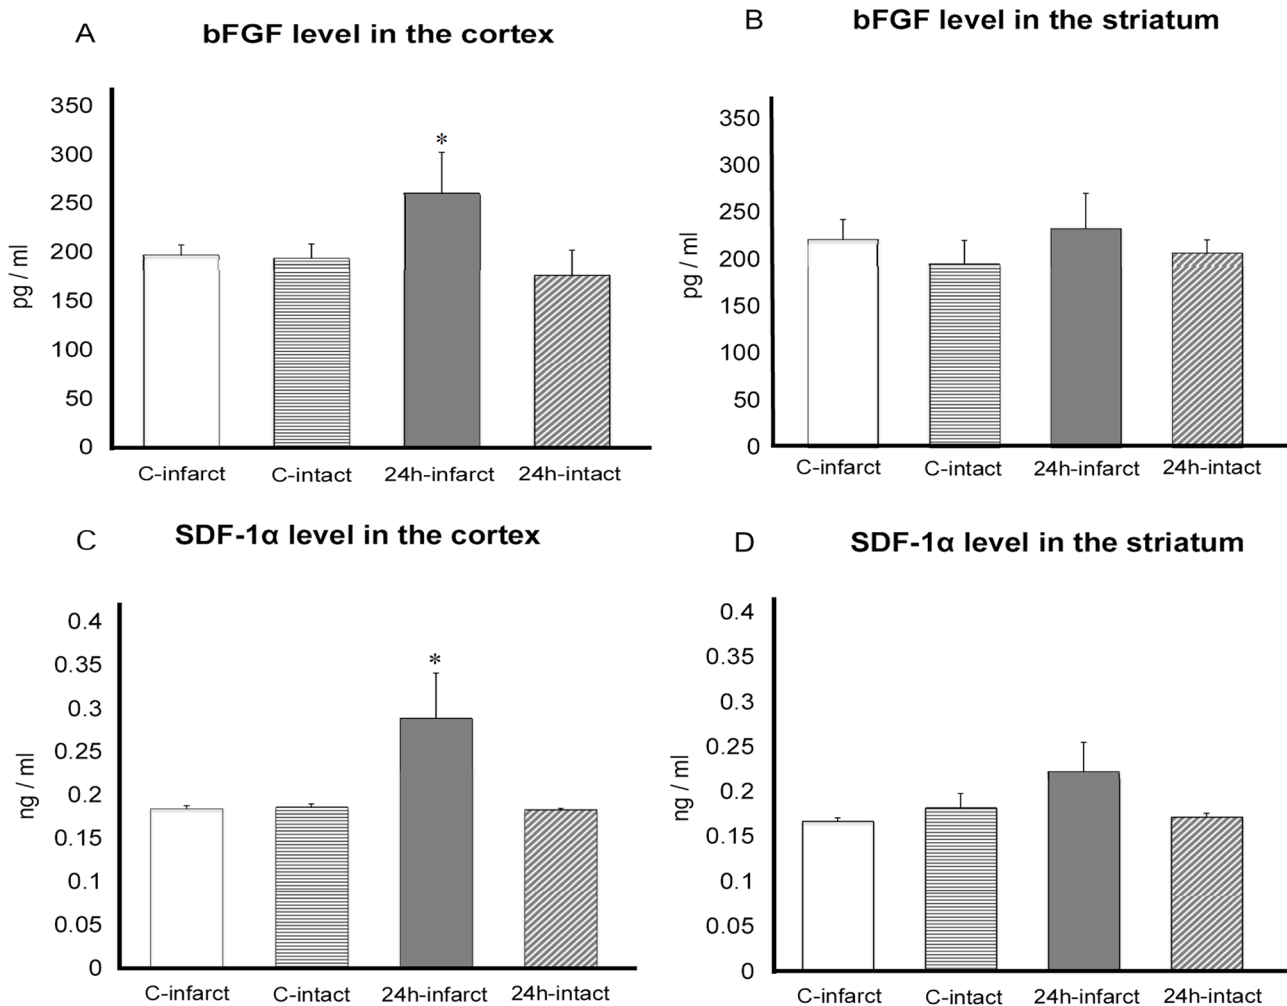 A
bFGF level in the cortex
350
300
250
200
150
100
50
0
pg / ml
*
C-infarct
C-intact
24h-infarct
24h-intact
B
bFGF level in the striatum
350
300
250
200
150
100
50
0
pg / ml
C-infarct
C-intact
24h-infarct
24h-intact
C
SDF-1α level in the cortex
0.4
0.35
0.3
0.25
0.2
0.15
0.1
0.05
0
ng / ml
*
C-infarct
C-intact
24h-infarct
24h-intact
D
SDF-1α level in the striatum
0.4
0.35
0.3
0.25
0.2
0.15
0.1
0.05
0
ng / ml
C-infarct
C-intact
24h-infarct
24h-intact